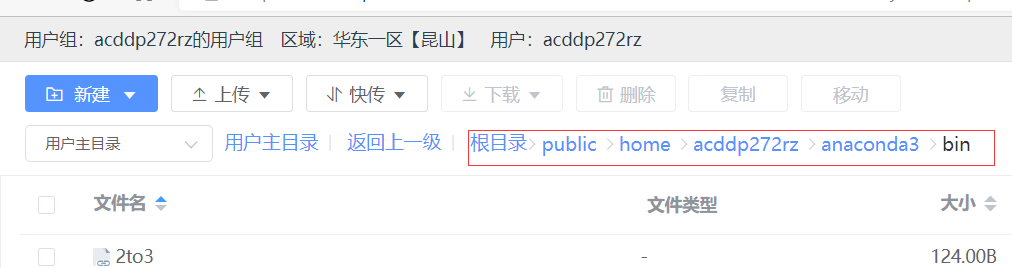 用户组：acddp272rz的用户组 区域：华东一区【昆山】 用户：acddp272rz
新建 上传 快传 下载 删除 复制 移动
用户主目录 用户主目录 返回上一级 根目录 public home acddp272rz anaconda3 bin
文件名 文件类型 大小
2to3 - 124.00B